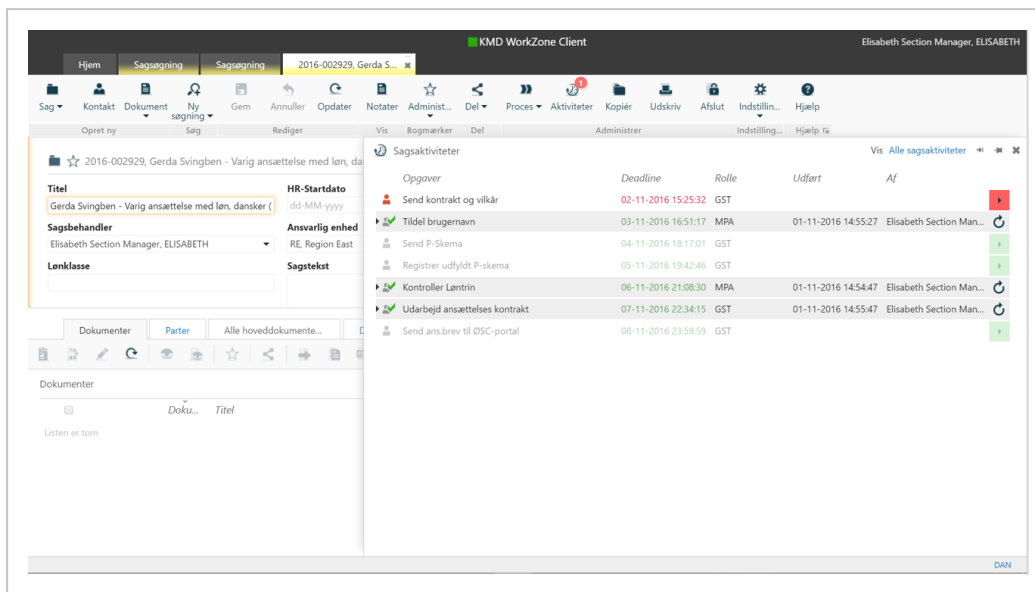 KMD WorkZone Client
Elisabeth Section Manager, ELISABETH
Hjem Sagsøgning Sagsøgning 2016-002929, Gerda S...
1
Sag Kontakt Dokument Ny søgning Gem Annuller Opdater Notater Administ... Del Proces Aktiviteter Kopiér Udskriv Afslut Indstillin... Hjælp
Opret ny Søg Rediger Vis Bogmærker Del Administrer Indstilling... Hjælp
2016-002929, Gerda Svingben - Varig ansættelse med løn, da
Titel HR-Startdato
Gerda Svingben - Varig ansættelse med løn, dansker ( dd-MM-yyyy
Sagsbehandler Ansvarlig enhed
Elisabeth Section Manager, ELISABETH RE, Region East
Lønklasse Sagstekst
Dokumenter Parter Alle hoveddokumente... D
Dokumenter
Doku... Titel
Listen er tom
Sagsaktiviteter Vis Alle sagsaktiviteter
Opgaver Deadline Rolle Udført Af
Send kontrakt og vilkår 02-11-2016 15:25:32 GST
Tildel brugernavn 03-11-2016 16:51:17 MPA 01-11-2016 14:55:27 Elisabeth Section Man...
Send P-Skema 04-11-2016 18:17:01 GST
Registrer udfyldt P-skema 05-11-2016 19:42:46 GST
Kontroller Løntrin 06-11-2016 21:08:30 MPA 01-11-2016 14:54:47 Elisabeth Section Man...
Udarbejd ansættelses kontrakt 07-11-2016 22:34:15 GST 01-11-2016 14:55:47 Elisabeth Section Man...
Send ans.brev til ØSC-portal 08-11-2016 23:59:59 GST
DAN